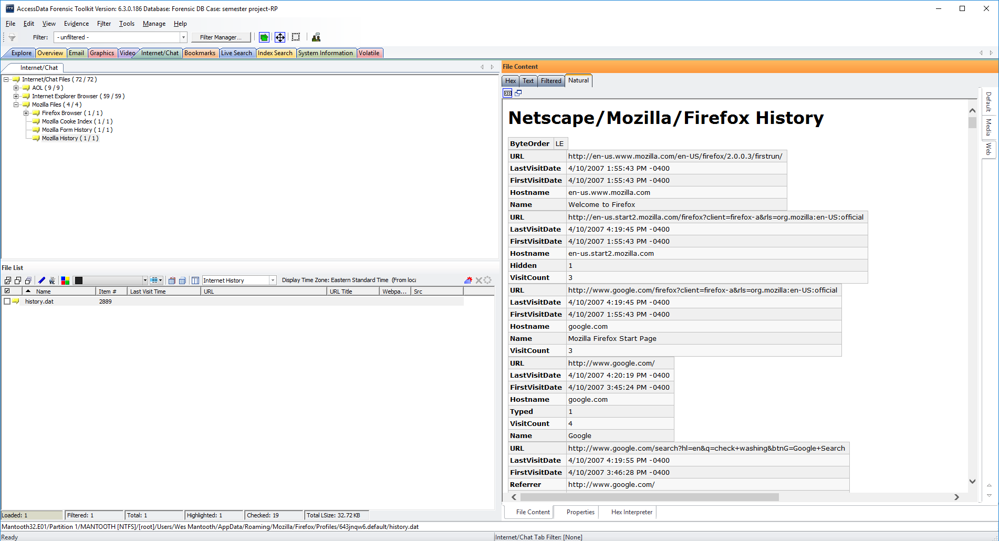 AccessData Forensic Toolkit Version: 6.3.0.186 Database: Forensic DB Case: semester project-RP
File Edit View Evidence Filter Tools Manage Help
Filter: - unfiltered - Filter Manager...
Explore Overview Email Graphics Video Internet/Chat Bookmarks Live Search Index Search System Information Volatile
Internet/Chat
Internet/Chat Files ( 72 / 72 )
AOL ( 9 / 9 )
Internet Explorer Browser ( 59 / 59 )
Mozilla Files ( 4 / 4 )
Firefox Browser ( 1 / 1 )
Mozilla Cooke Index ( 1 / 1 )
Mozilla Form History ( 1 / 1 )
Mozilla History ( 1 / 1 )
File List
Internet History Display Time Zone: Eastern Standard Time (From loca
Name Item # Last Visit Time URL URL Title Webpa... Src
history.dat 2889
Loaded: 1 Filtered: 1 Total: 1 Highlighted: 1 Checked: 19 Total LSize: 32.72 KB
File Content
Hex Text Filtered Natural
css
Netscape/Mozilla/Firefox History
ByteOrder LE
URL http://en-us.www.mozilla.com/en-US/firefox/2.0.0.3/firstrun/
LastVisitDate 4/10/2007 1:55:43 PM -0400
FirstVisitDate 4/10/2007 1:55:43 PM -0400
Hostname en-us.www.mozilla.com
Name Welcome to Firefox
URL http://en-us.start2.mozilla.com/firefox?client=firefox-a&rls=org.mozilla:en-US:official
LastVisitDate 4/10/2007 4:19:45 PM -0400
FirstVisitDate 4/10/2007 1:55:43 PM -0400
Hostname en-us.start2.mozilla.com
Hidden 1
VisitCount 3
URL http://www.google.com/firefox?client=firefox-a&rls=org.mozilla:en-US:official
LastVisitDate 4/10/2007 4:19:45 PM -0400
FirstVisitDate 4/10/2007 1:55:43 PM -0400
Hostname google.com
Name Mozilla Firefox Start Page
VisitCount 3
URL http://www.google.com/
LastVisitDate 4/10/2007 4:20:19 PM -0400
FirstVisitDate 4/10/2007 3:45:24 PM -0400
Hostname google.com
Typed 1
VisitCount 4
Name Google
URL http://www.google.com/search?hl=en&q=check+washing&btnG=Google+Search
LastVisitDate 4/10/2007 4:19:55 PM -0400
FirstVisitDate 4/10/2007 3:46:28 PM -0400
Referrer http://www.google.com/
Default
Media
Web
File Content Properties Hex Interpreter
Mantooth32.E01/Partition 1/MANTOOTH [NTFS]/[root]/Users/Wes Mantooth/AppData/Roaming/Mozilla/Firefox/Profiles/643jnqw6.default/history.dat
Ready Internet/Chat Tab Filter: [None]